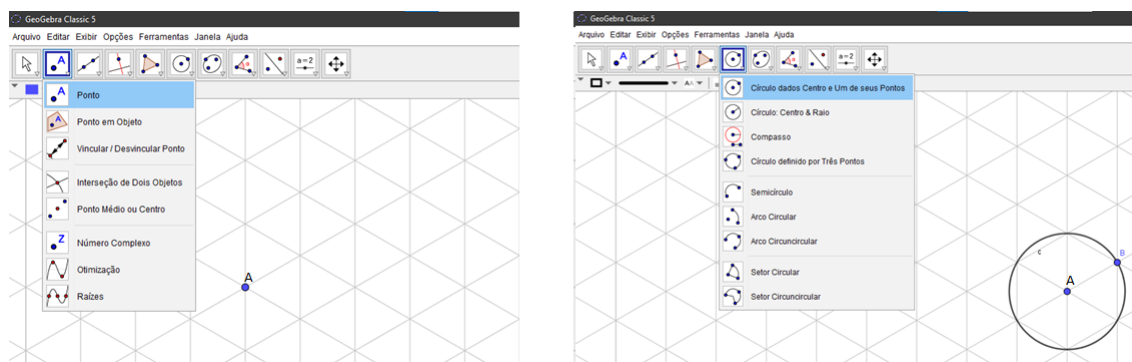 GeoGebra Classic 5
Arquivo Editar Exibir Opções Ferramentas Janela Ajuda
A
a=2
A Ponto
A Ponto em Objeto
Vincular / Desvincular Ponto
Interseção de Dois Objetos
Ponto Médio ou Centro
Z Número Complexo
Otimização
Raízes
A
GeoGebra Classic 5
Arquivo Editar Exibir Opções Ferramentas Janela Ajuda
A
a=2
Círculo dados Centro e Um de seus Pontos
Círculo: Centro & Raio
Compasso
Círculo definido por Três Pontos
Semicírculo
Arco Circular
Arco Circuncircular
Setor Circular
Setor Circuncircular
c
B
A